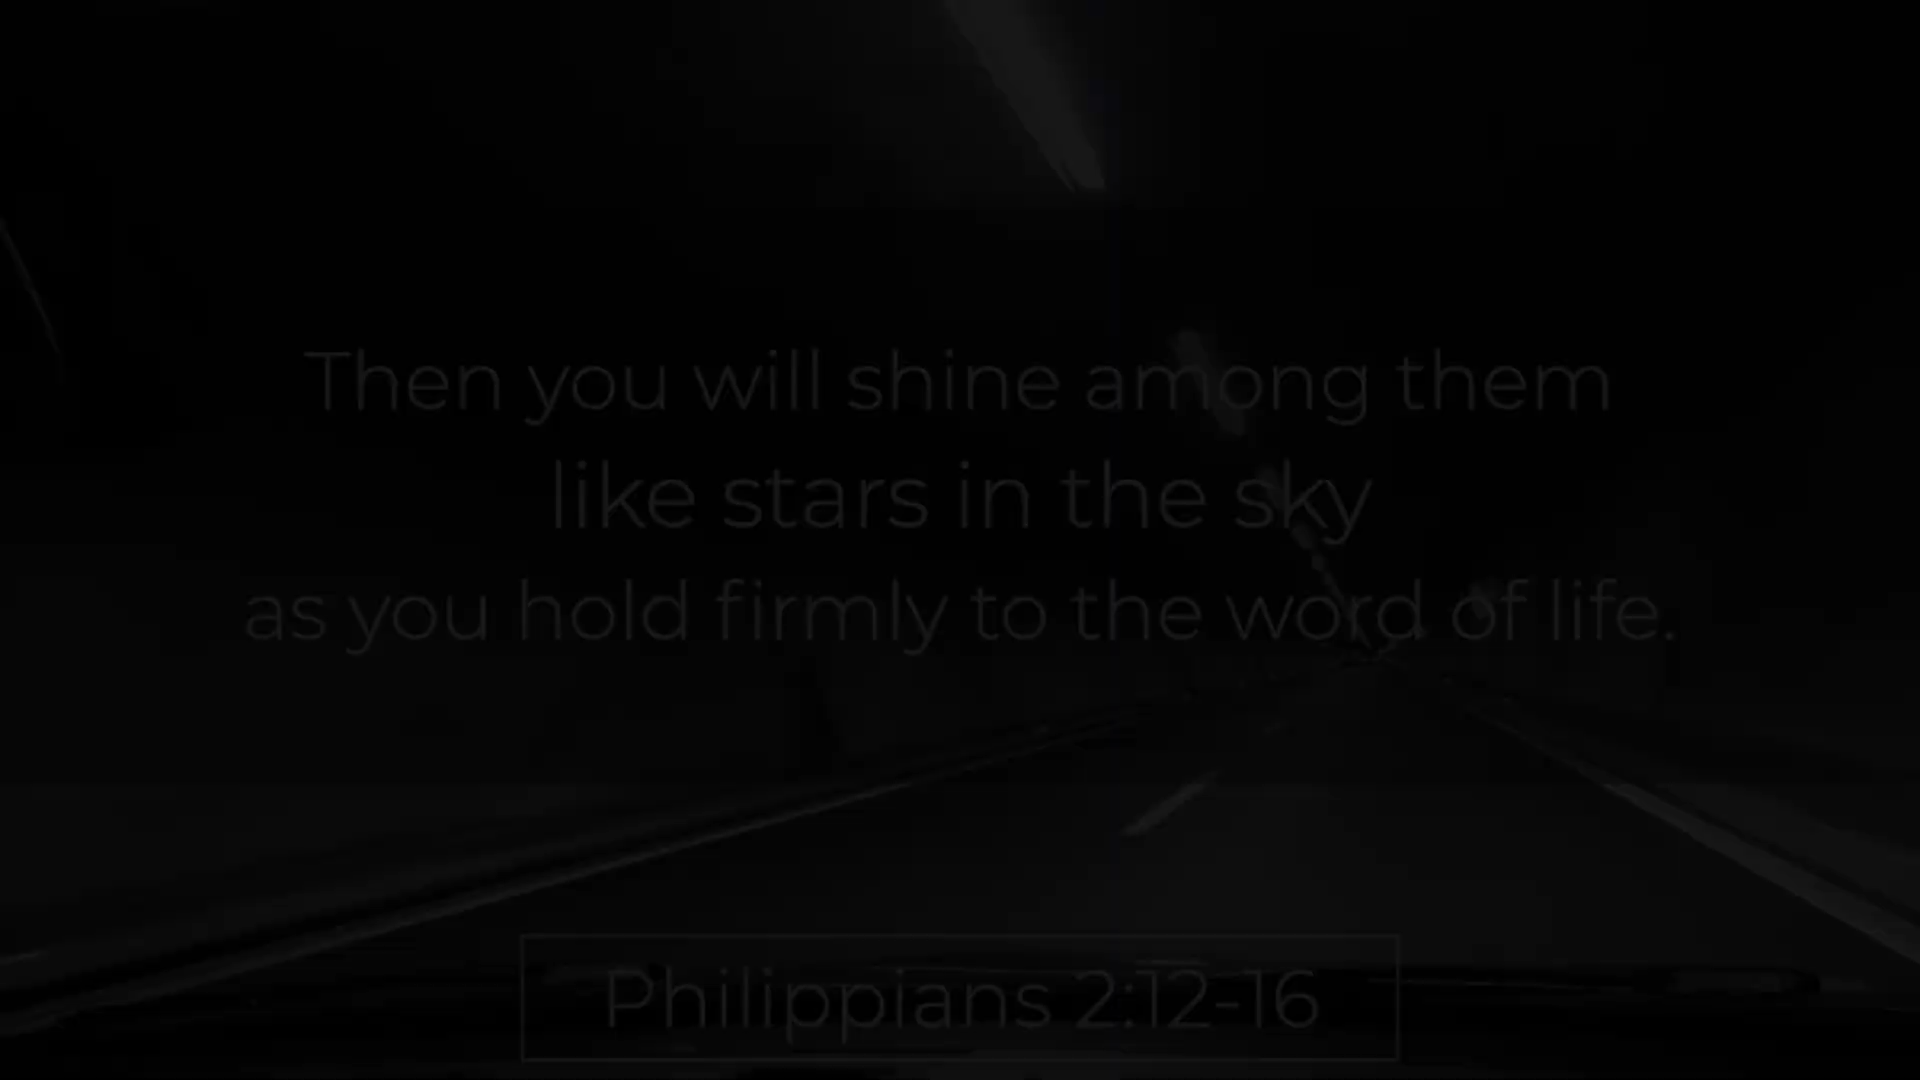 Then you will shine among them
like stars in the sky
as you hold firmly to the word of life.
Philippians 2:12-16